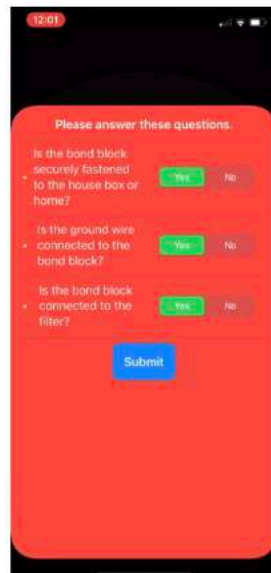 12:01
Please answer these questions.
Is the bond block
securely fastened
to the house box or
home?
Yes
No
Is the ground wire
connected to the
bond block?
Yes
No
Is the bond block
connected to the
filter?
Yes
No
Submit